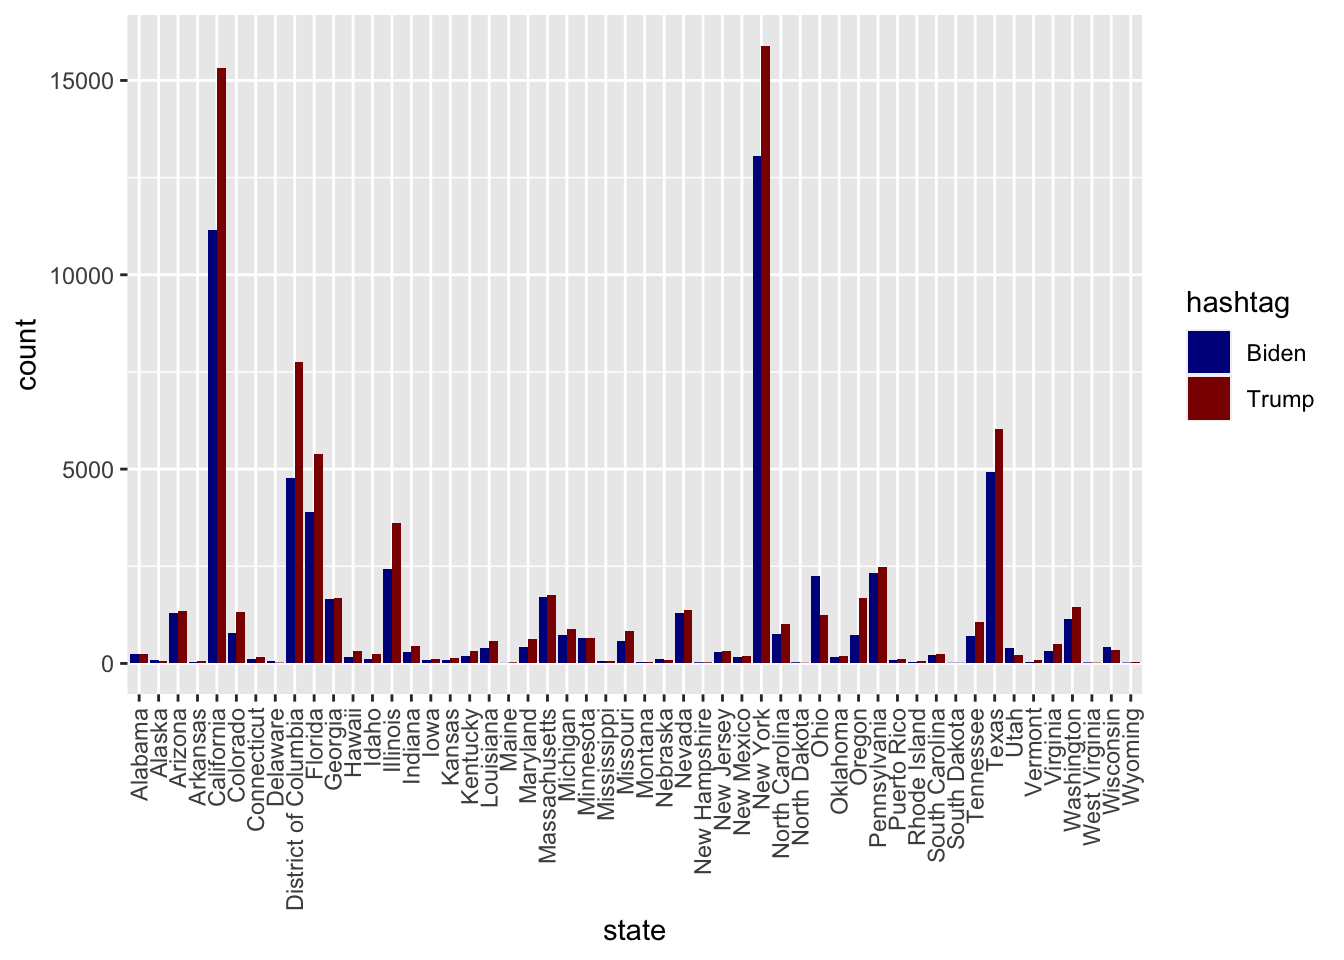 15000
10000
5000
0
count
Alabama
Alaska
Arizona
Arkansas
California
Colorado
Connecticut
Delaware
District of Columbia
Florida
Georgia
Hawaii
Idaho
Illinois
Indiana
Iowa
Kansas
Kentucky
Louisiana
Maine
Maryland
Massachusetts
Michigan
Minnesota
Mississippi
Missouri
Montana
Nebraska
Nevada
New Hampshire
New Jersey
New Mexico
New York
North Carolina
North Dakota
Ohio
Oklahoma
Oregon
Pennsylvania
Puerto Rico
Rhode Island
South Carolina
South Dakota
Tennessee
Texas
Utah
Vermont
Virginia
Washington
West Virginia
Wisconsin
Wyoming
state
hashtag
Biden
Trump